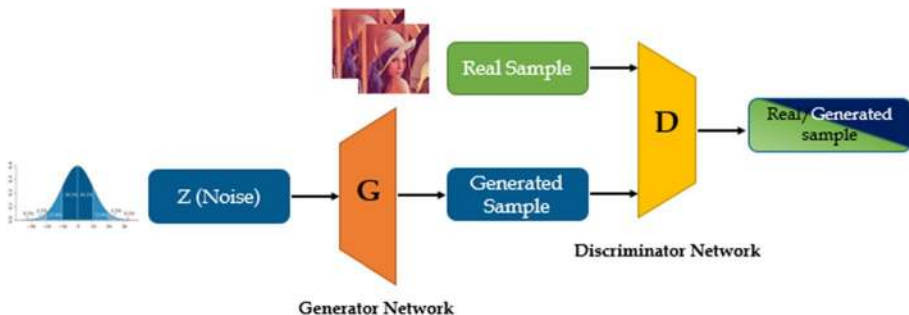 Real Sample
D
Real/Generated
sample
Z (Noise)
G
Generated
Sample
Discriminator Network
Generator Network